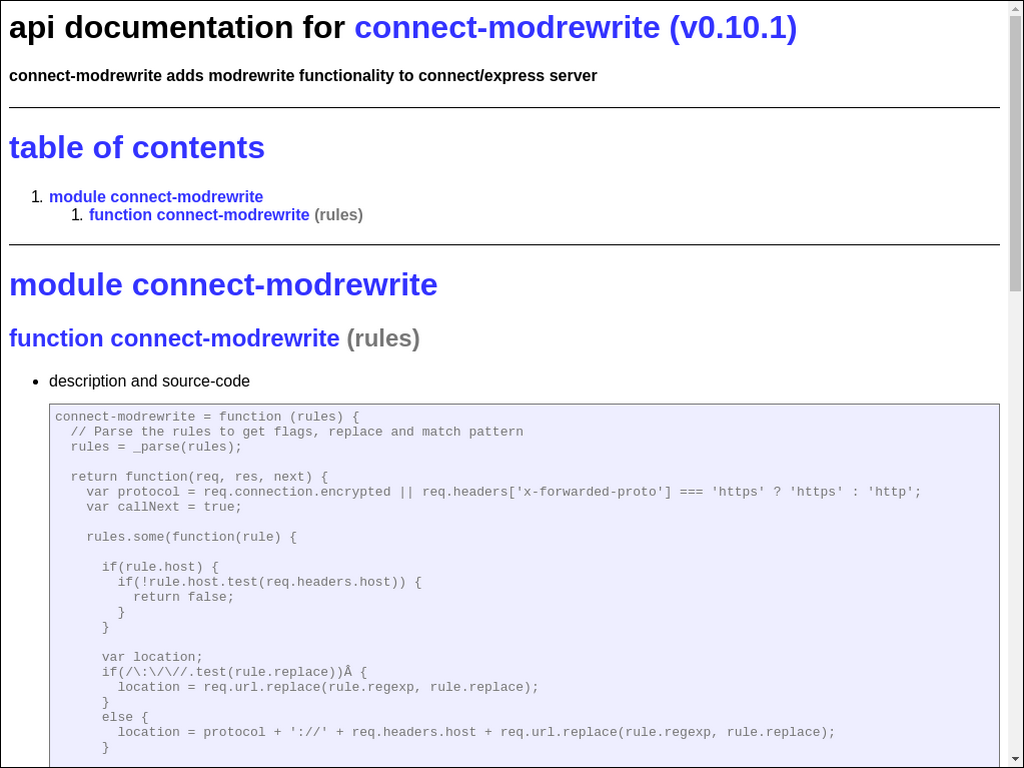 api documentation for connect-modrewrite (v0.10.1)
connect-modrewrite adds modrewrite functionality to connect/express server
table of contents
1. module connect-modrewrite
1. function connect-modrewrite (rules)
module connect-modrewrite
function connect-modrewrite (rules)
• description and source-code
connect-modrewrite = function (rules) {
  // Parse the rules to get flags, replace and match pattern
  rules = _parse(rules);
  return function(req, res, next) {
    var protocol = req.connection.encrypted || req.headers['x-forwarded-proto'] === 'https' ? 'https' : 'http';
    var callNext = true;
    rules.some(function(rule) {
      if(rule.host) {
        if(!rule.host.test(req.headers.host)) {
          return false;
        }
      }
      var location;
      if(/\:\/\//.test(rule.replace))Â {
        location = req.url.replace(rule.regexp, rule.replace);
      }
      else {
        location = protocol + '://' + req.headers.host + req.url.replace(rule.regexp, rule.replace);
      }